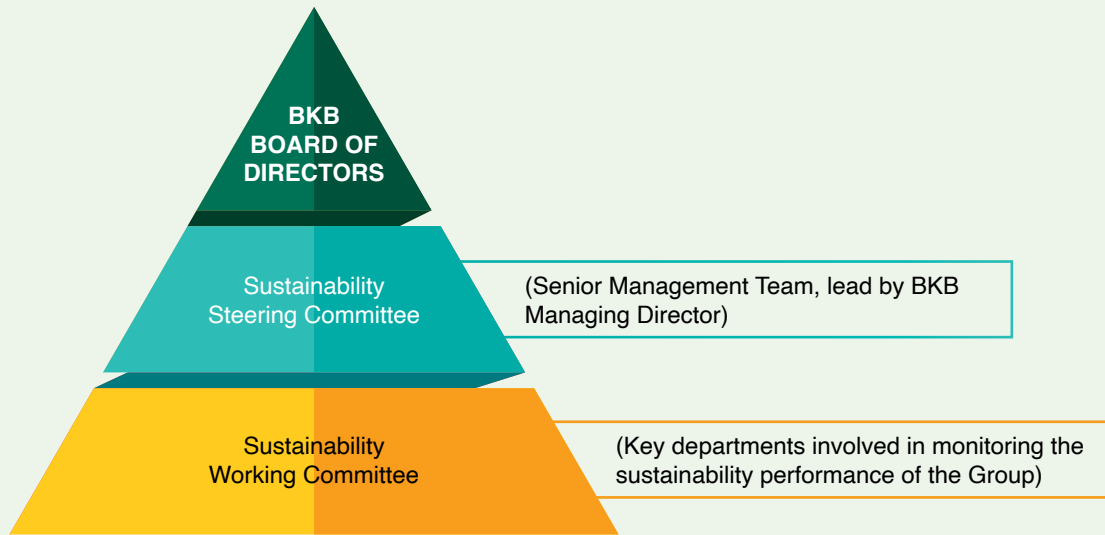 BKB
BOARD OF
DIRECTORS
Sustainability
Steering Committee
(Senior Management Team, lead by BKB
Managing Director)
Sustainability
Working Committee
(Key departments involved in monitoring the
sustainability performance of the Group)